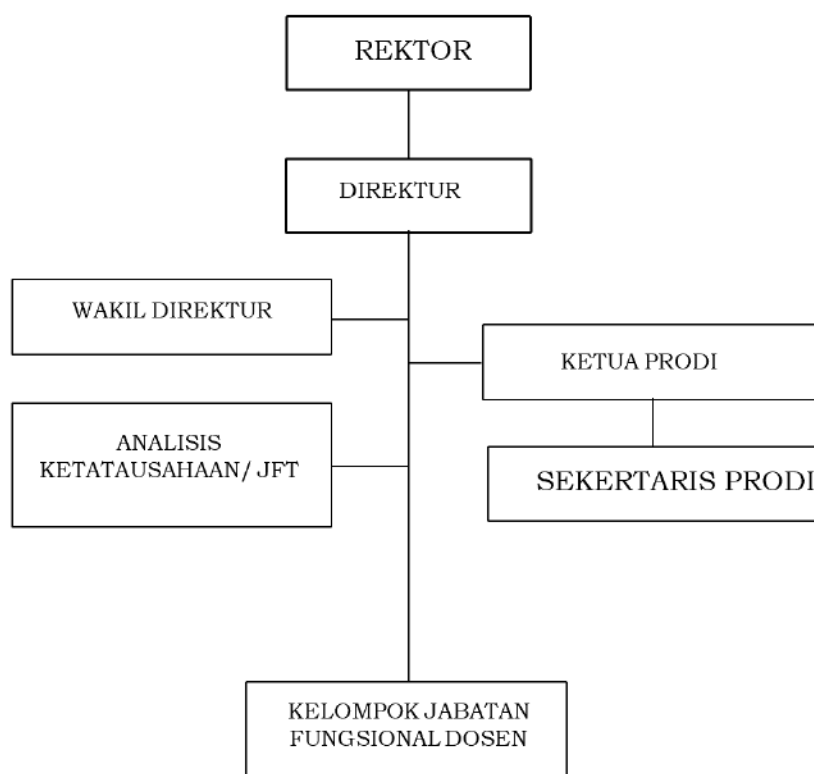 REKTOR
DIREKTUR
WAKIL DIREKTUR
KETUA PRODI
ANALISIS
KETATAUSAHAAN/ JFT
SEKERTARIS PRODI
KELOMPOK JABATAN
FUNGSIONAL DOSEN